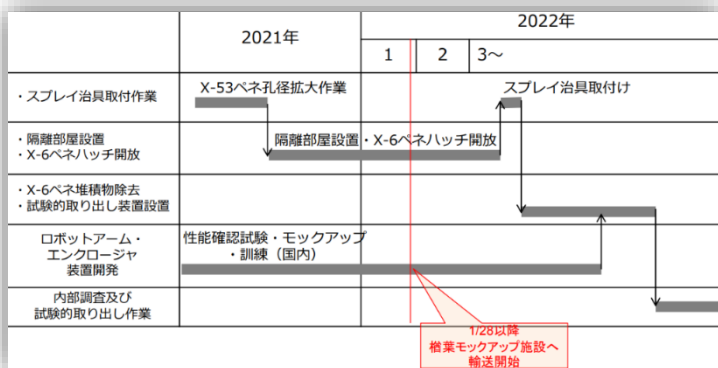 2021年
2022年
1
2
3～
・スプレイ治具取付作業
X-53ペネ孔径拡大作業
スプレイ治具取付け
・隔離部屋設置
・X-6ペネハッチ開放
隔離部屋設置・X-6ペネハッチ開放
・X-6ペネ堆積物除去
・試験的取り出し装置設置
ロボットアーム・
エンクロージャ
装置開発
性能確認試験・モックアップ
・訓練（国内）
内部調査及び
試験的取り出し作業
1/28以降
楢葉モックアップ施設へ
輸送開始